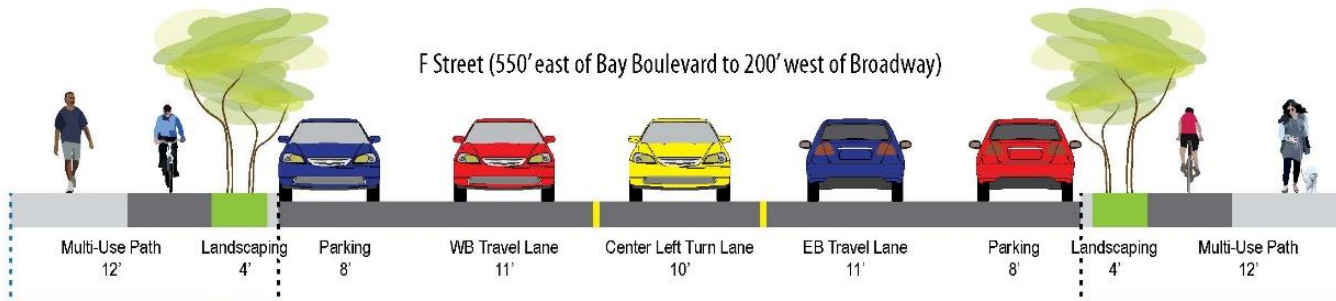 F Street (550' east of Bay Boulevard to 200' west of Broadway)
Multi-Use Path Landscaping Parking WB Travel Lane Center Left Turn Lane EB Travel Lane Parking Landscaping Multi-Use Path
12' 4' 8' 11' 10' 11' 8' 4' 12'